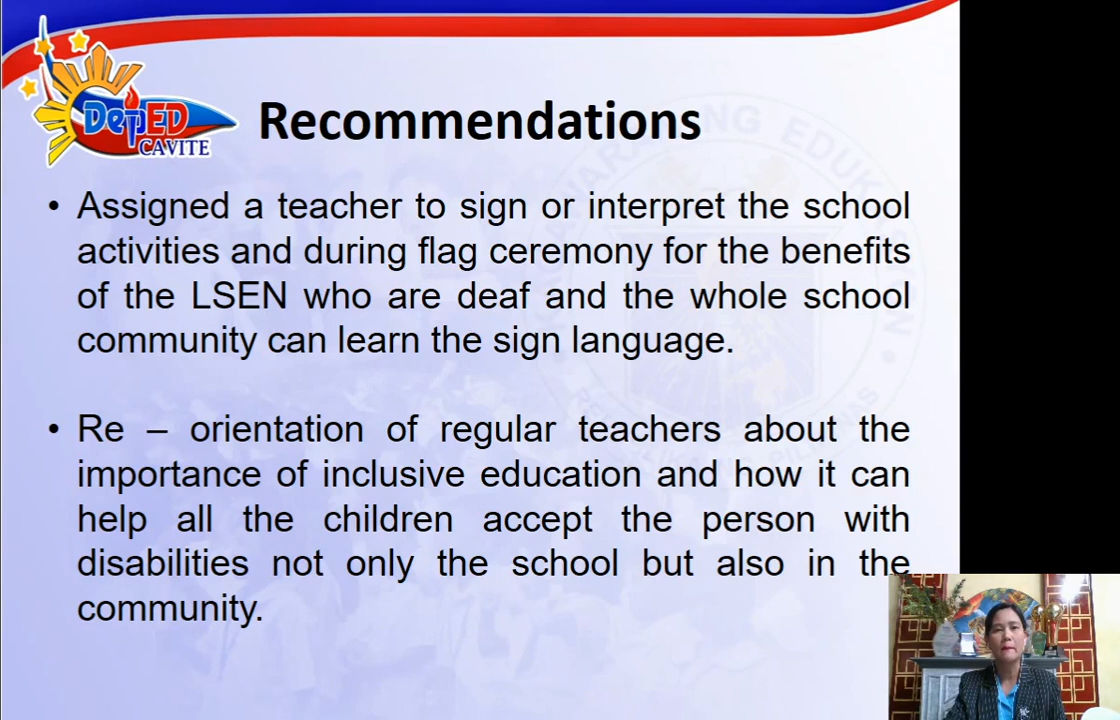 DepED
CAVITE
Recommendations
• Assigned a teacher to sign or interpret the school
activities and during flag ceremony for the benefits
of the LSEN who are deaf and the whole school
community can learn the sign language.
• Re – orientation of regular teachers about the
importance of inclusive education and how it can
help all the children accept the person with
disabilities not only the school but also in the
community.